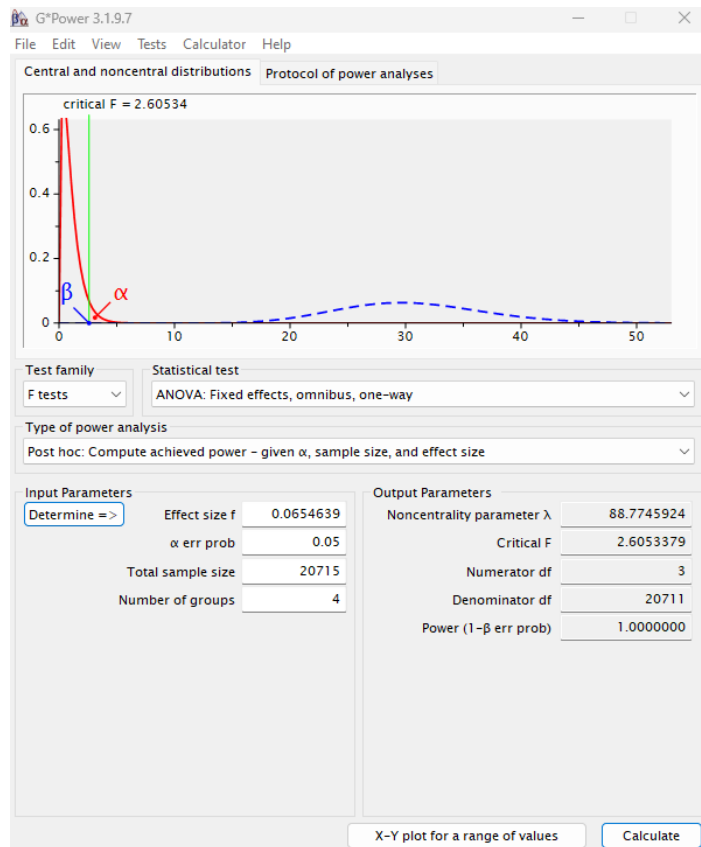 G*Power 3.1.9.7
File Edit View Tests Calculator Help
Central and noncentral distributions Protocol of power analyses
critical F = 2.60534
0.6
0.4
0.2
β α
0
0 10 20 30 40 50
Test family Statistical test
F tests ANOVA: Fixed effects, omnibus, one-way
Type of power analysis
Post hoc: Compute achieved power – given α, sample size, and effect size
Input Parameters Output Parameters
Determine => Effect size f 0.0654639 Noncentrality parameter λ 88.7745924
α err prob 0.05 Critical F 2.6053379
Total sample size 20715 Numerator df 3
Number of groups 4 Denominator df 20711
Power (1-β err prob) 1.0000000
X-Y plot for a range of values Calculate